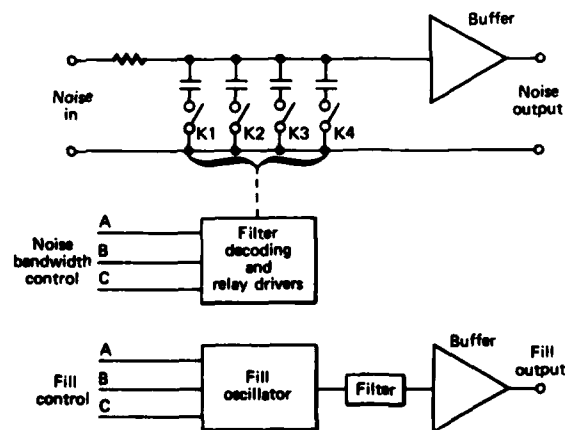 Buffer
Noise
in
K1
K2
K3
K4
Noise
output
A
Noise
bandwidth
control
B
C
Filter
decoding
and
relay drivers
A
Fill
control
B
C
Fill
oscillator
Filter
Buffer
Fill
output